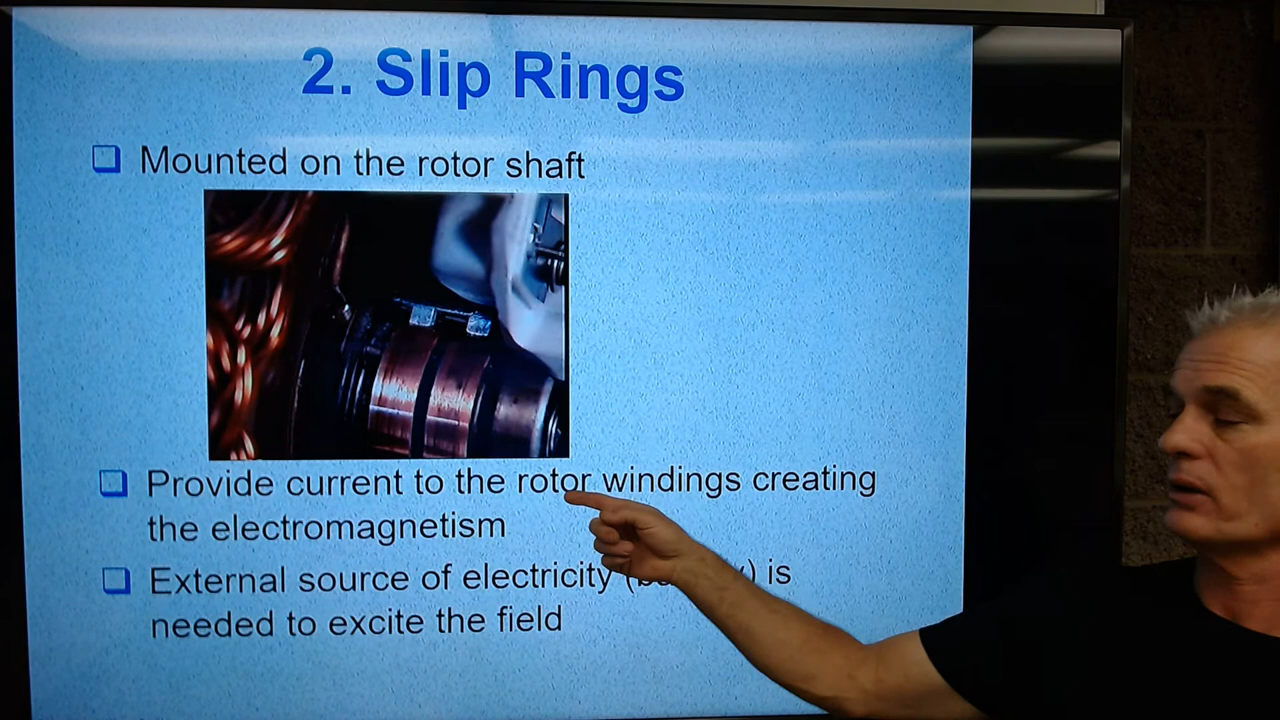 2. Slip Rings
Mounted on the rotor shaft
Provide current to the rotor windings creating
the electromagnetism
External source of electricity ( ) is
needed to excite the field